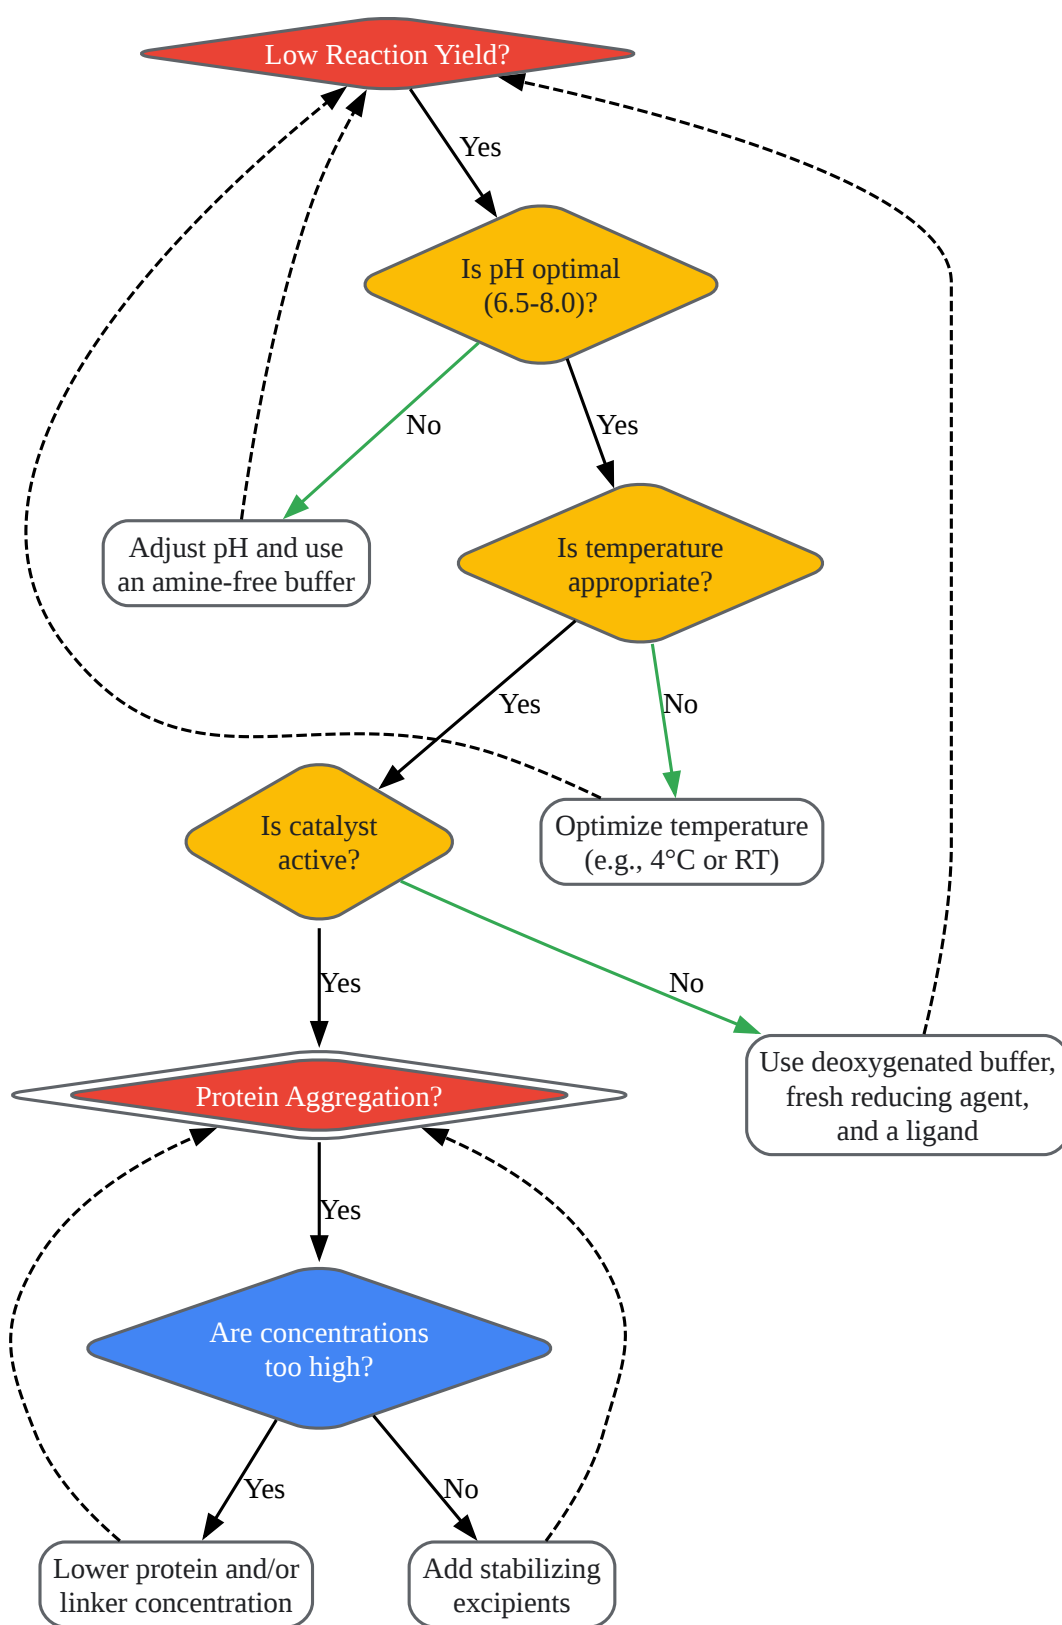 Low Reaction Yield?
Yes
Is pH optimal
(6.5-8.0)?
No
Yes
Adjust pH and use
an amine-free buffer
Is temperature
appropriate?
Yes
No
Is catalyst
active?
Optimize temperature
(e.g., 4°C or RT)
Yes
No
Use deoxygenated buffer,
fresh reducing agent,
and a ligand
Protein Aggregation?
Yes
Are concentrations
too high?
Yes
No
Lower protein and/or
linker concentration
Add stabilizing
excipients